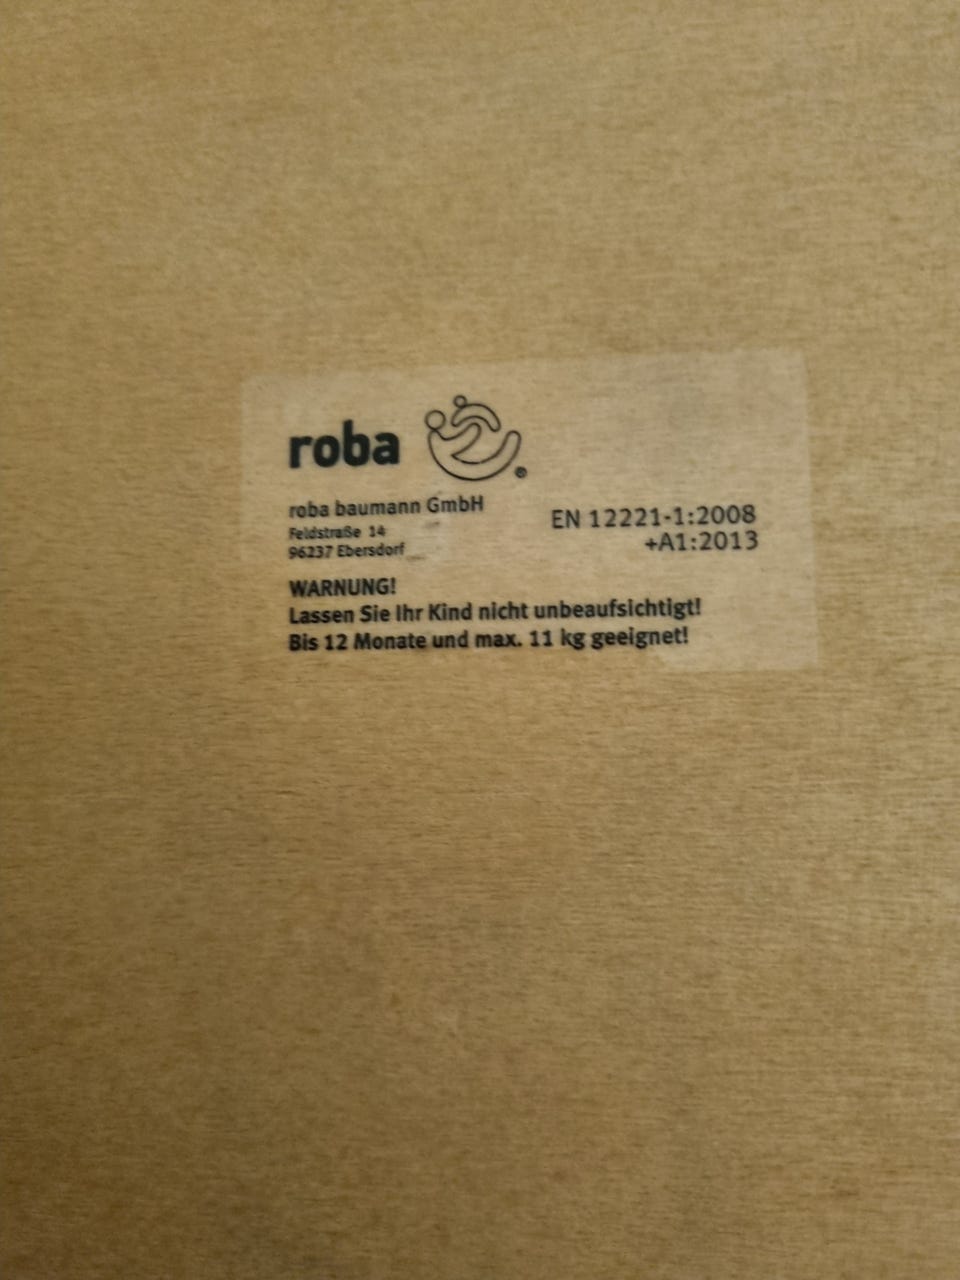 roba
roba baumann GmbH
Feldstraße 14
96237 Ebersdorf
EN 12221-1:2008
+A1:2013
WARNUNG!
Lassen Sie Ihr Kind nicht unbeaufsichtigt!
Bis 12 Monate und max. 11 kg geeignet!